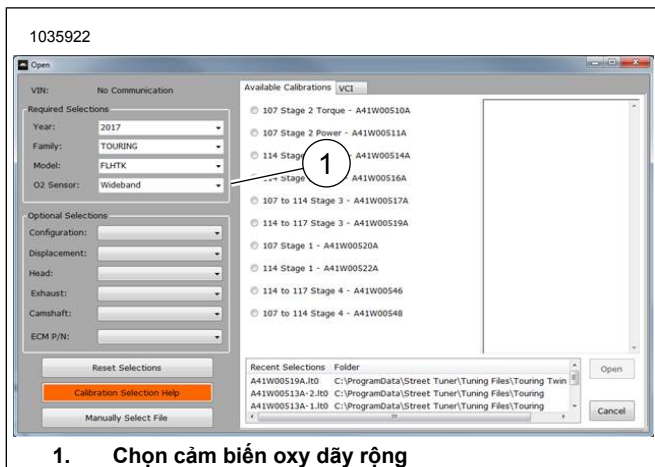 1035922
Open
VIN: No Communication
Required Selections
Year: 2017
Family: TOURING
Model: FLHTK
O2 Sensor: Wideband
Optional Selections
Configuration:
Displacement:
Head:
Exhaust:
Camshaft:
ECM P/N:
Reset Selections
Calibration Selection Help
Manually Select File
Available Calibrations VCI
107 Stage 2 Torque - A41W00510A
107 Stage 2 Power - A41W00511A
114 Stage - A41W00514A
Stage A41W00516A
107 to 114 Stage 3 - A41W00517A
114 to 117 Stage 3 - A41W00519A
107 Stage 1 - A41W00520A
114 Stage 1 - A41W00522A
114 to 117 Stage 4 - A41W00546
107 to 114 Stage 4 - A41W00548
1
Recent Selections Folder
A41W00519A.lt0 C:\ProgramData\Street Tuner\Tuning Files\Touring Twin
A41W00513A-2.lt0 C:\ProgramData\Street Tuner\Tuning Files\Touring
A41W00513A-1.lt0 C:\ProgramData\Street Tuner\Tuning Files\Touring
Open
Cancel
1. Chọn cảm biến oxy dãy rộng